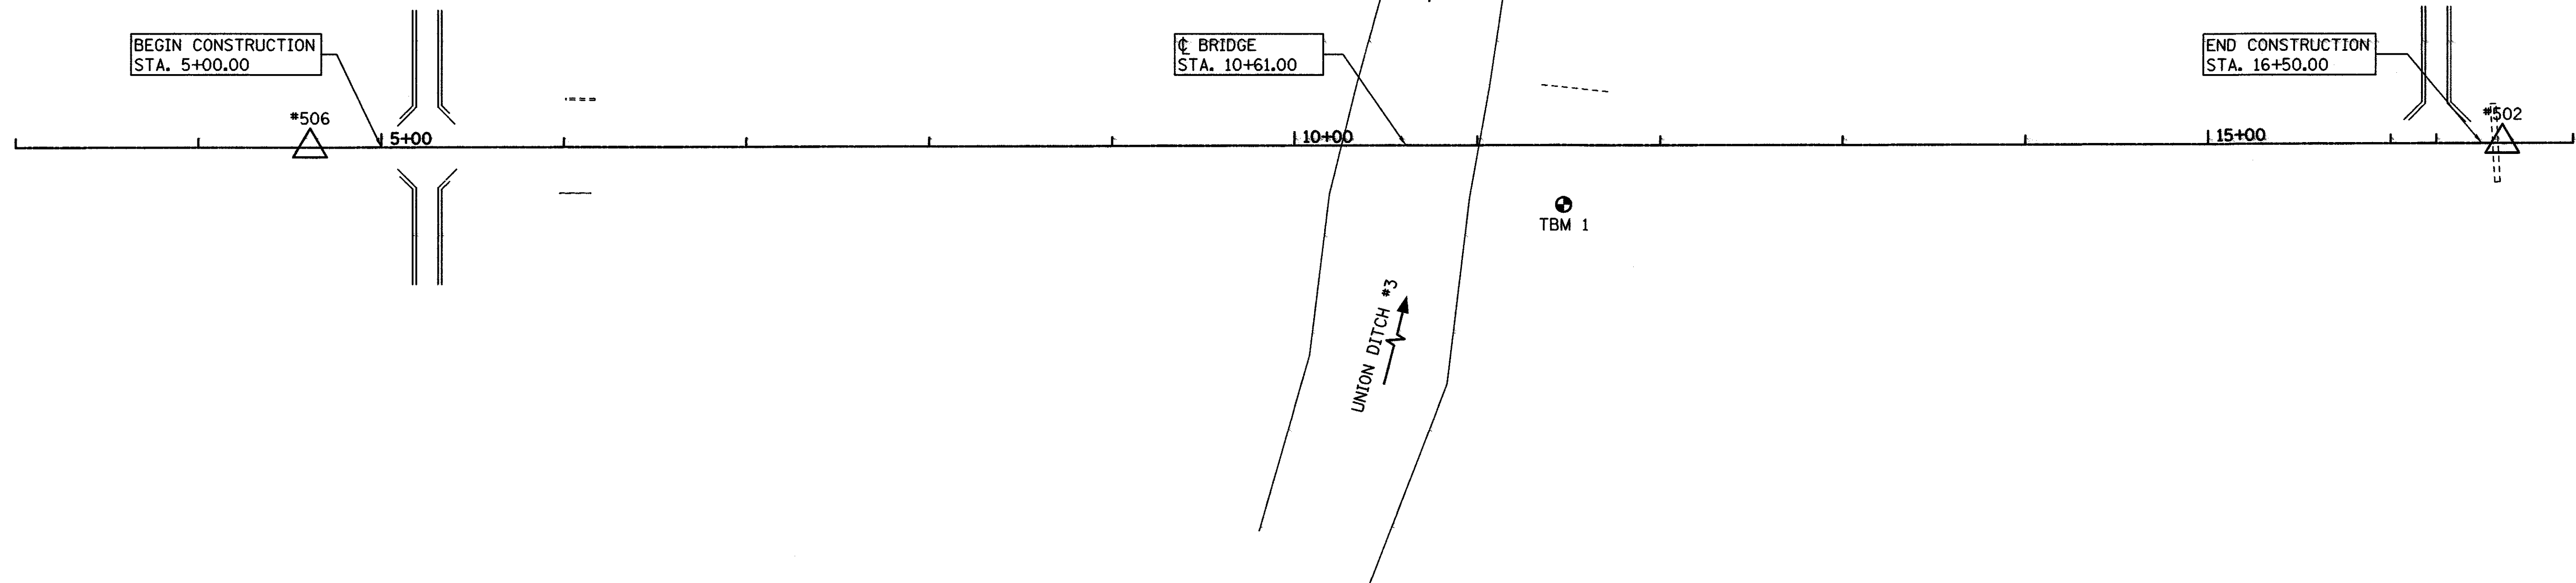 BEGIN CONSTRUCTION
STA. 5+00.00
℄ BRIDGE
STA. 10+61.00
END CONSTRUCTION
STA. 16+50.00
#506
#502
5+00
10+00
15+00
TBM 1
UNION DITCH #3